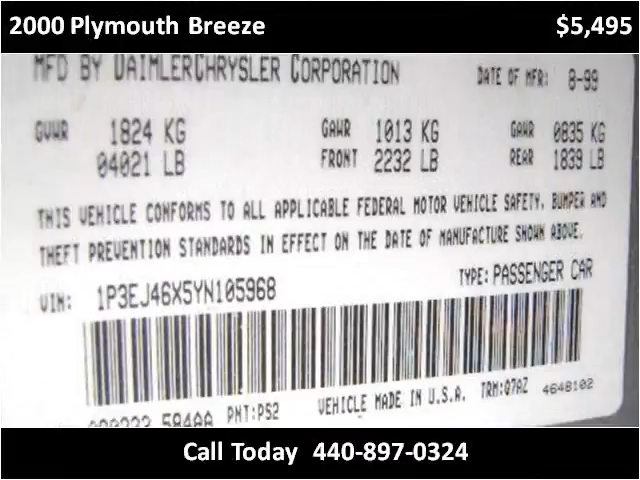 2000 Plymouth Breeze $5,495
MFD BY DAIMLERCHRYSLER CORPORATION DATE OF MFR: 8-99
GVWR 1824 KG GAWR 1013 KG GAWR 0835 KG
04021 LB FRONT 2232 LB REAR 1839 LB
THIS VEHICLE CONFORMS TO ALL APPLICABLE FEDERAL MOTOR VEHICLE SAFETY, BUMPER AND
THEFT PREVENTION STANDARDS IN EFFECT ON THE DATE OF MANUFACTURE SHOWN ABOVE.
VIN: 1P3EJ46X5YN105968 TYPE: PASSENGER CAR
PNT:PS2 VEHICLE MADE IN U.S.A. TRM:Q7AZ 4648102
Call Today 440-897-0324